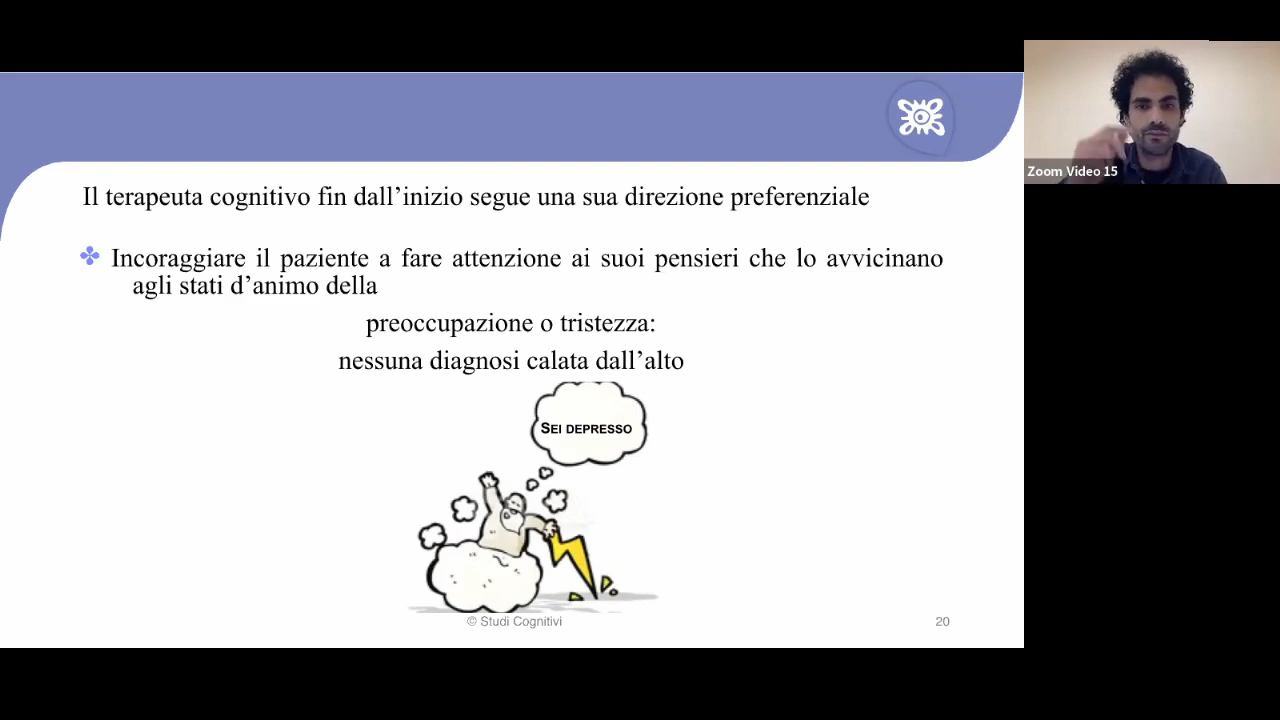 Zoom Video 15
Il terapeuta cognitivo fin dall’inizio segue una sua direzione preferenziale
Incoraggiare il paziente a fare attenzione ai suoi pensieri che lo avvicinano
agli stati d’animo della
preoccupazione o tristezza:
nessuna diagnosi calata dall’alto
SEI DEPRESSO
© Studi Cognitivi
20